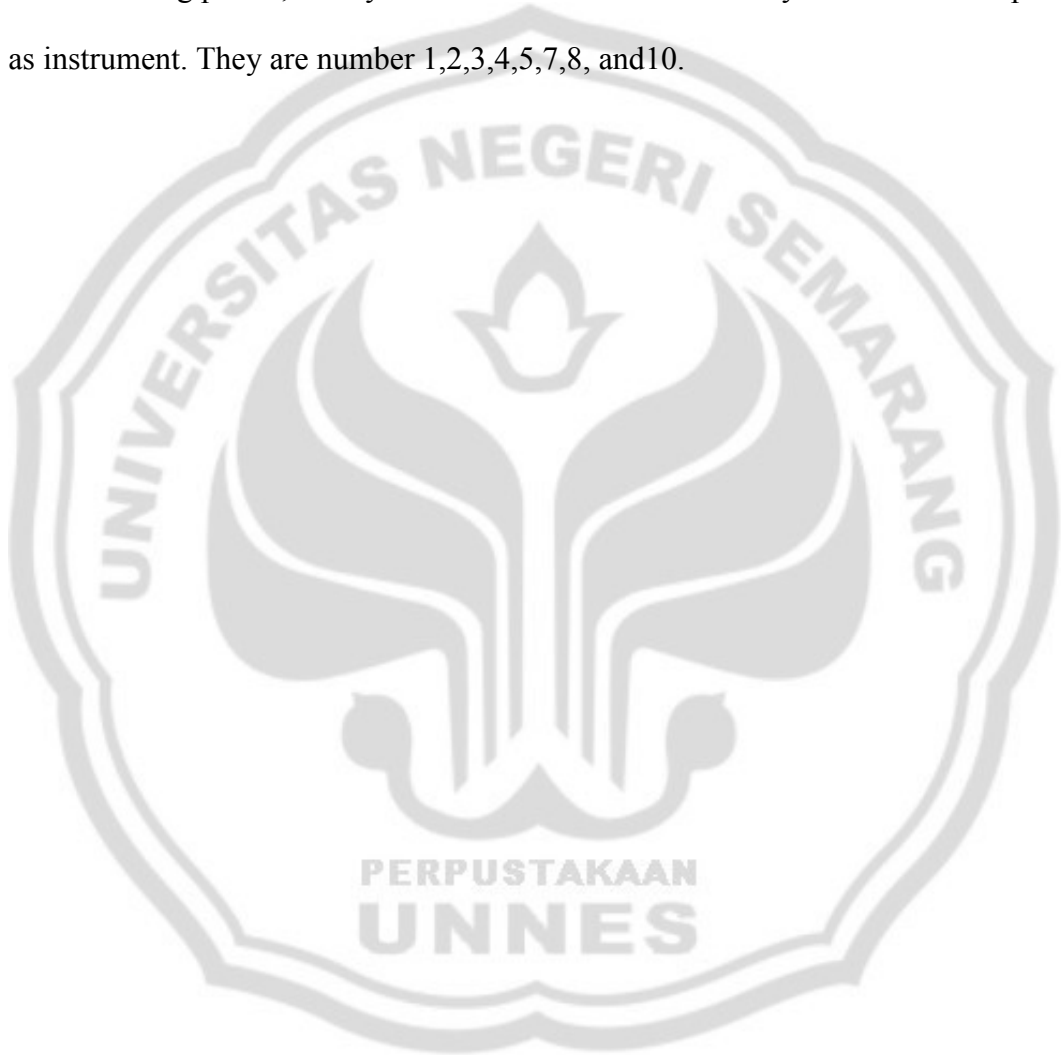 as instrument. They are number 1,2,3,4,5,7,8, and10.
UNIVERSITAS NEGERI SEMARANG
PERPUSTAKAAN
UNNES